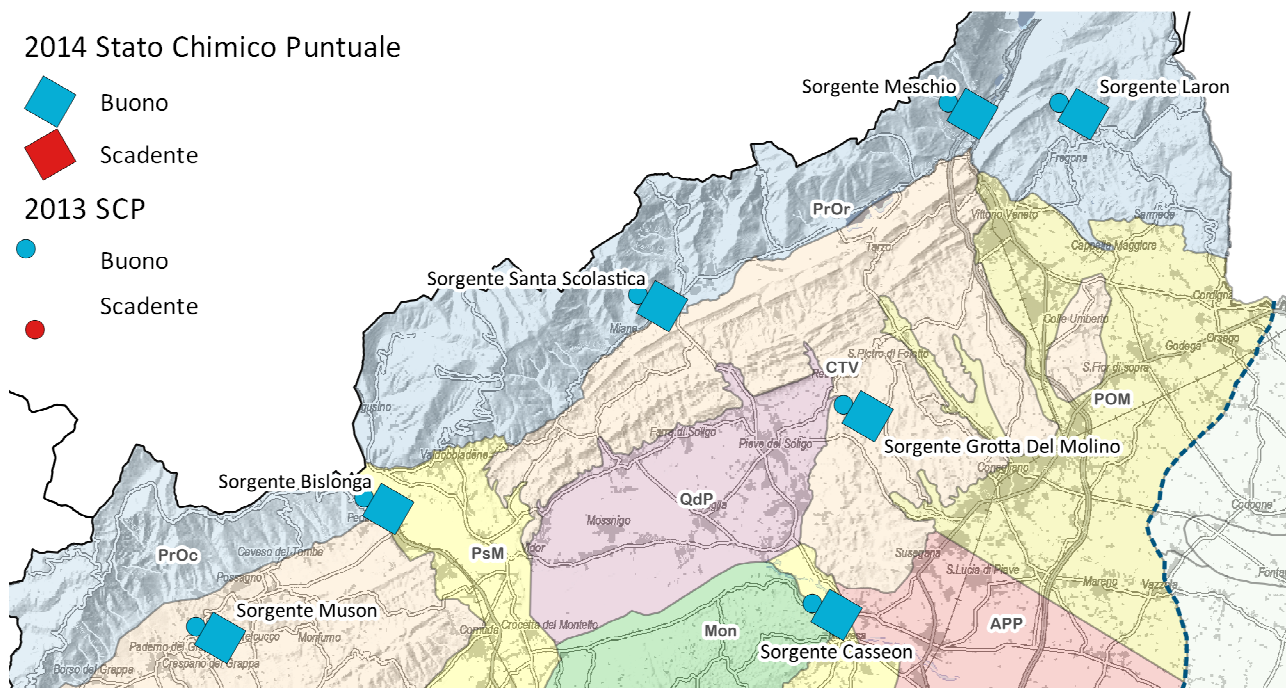 2014 Stato Chimico Puntuale
Buono
Scadente
2013 SCP
Buono
Scadente
Sorgente Meschio
Sorgente Laron
Fregona
PrOr
Vittorio Veneto
Sarmede
Tarzo
Cappella Maggiore
Sorgente Santa Scolastica
Cordigna
Miane
Colle Umberto
Orsago
Godega
S.Pietro di Feletto
CTV
S.Fior di sopra
POM
Farra di Soligo
Pieve del Soligo
Sorgente Grotta Del Molino
Valdobbiadene
Conegliano
Sorgente Bislonga
QdP
Codogne
Mosnigo
PrOc
Cavaso del Tomba
PsM
Susegana
Possagno
S.Lucia di Piave
Mareno
Sorgente Muson
Monfumo
Cornuda
Crocetta del Montello
Mon
APP
Sorgente Casseon
Crespano del Grappa
Borso del Grappa